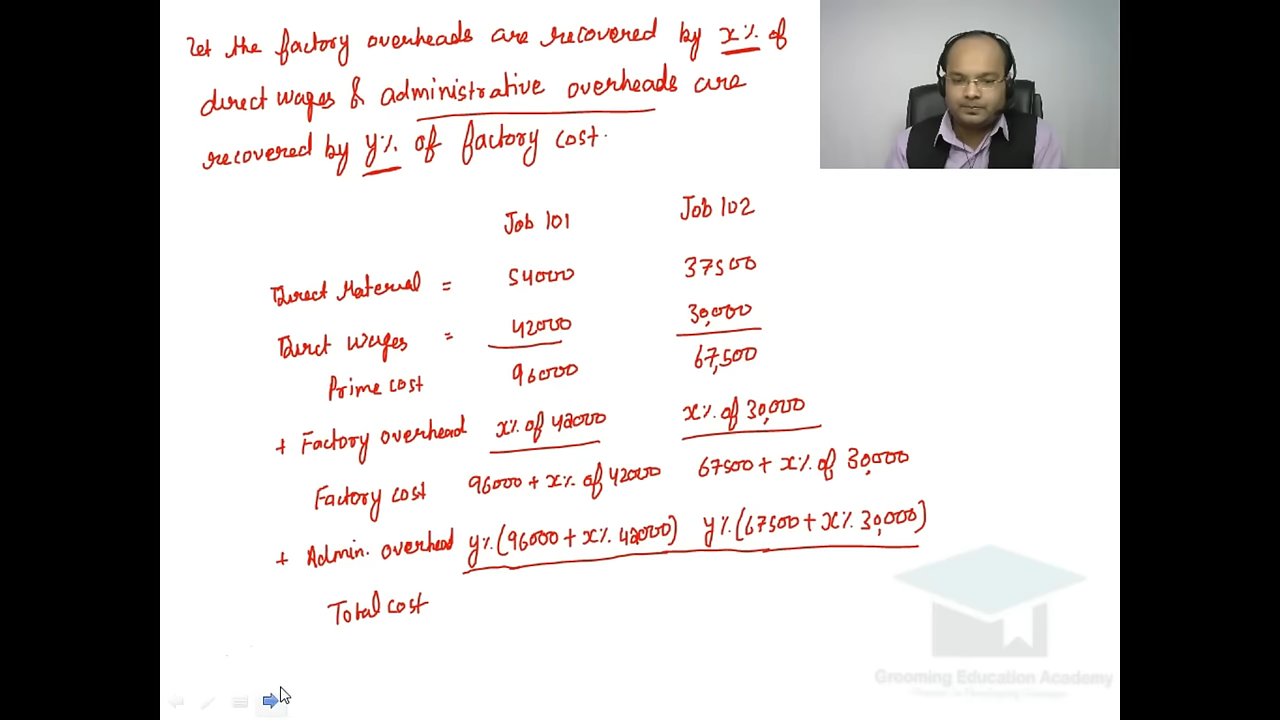 Let the factory overheads are recovered by x% of
direct wages & administrative overheads are
recovered by y% of factory cost.
Job 101 Job 102
Direct Material = 54000 37500
Direct wages = 42000 30,000
Prime cost 96000 67,500
+ Factory overhead x% of 42000 x% of 30,000
Factory cost 96000 + x% of 42000 67500 + x% of 30,000
+ Admin. overhead y% (96000 + x% 42000) y% (67500 + x% 30,000)
Total cost
Grooming Education Academy